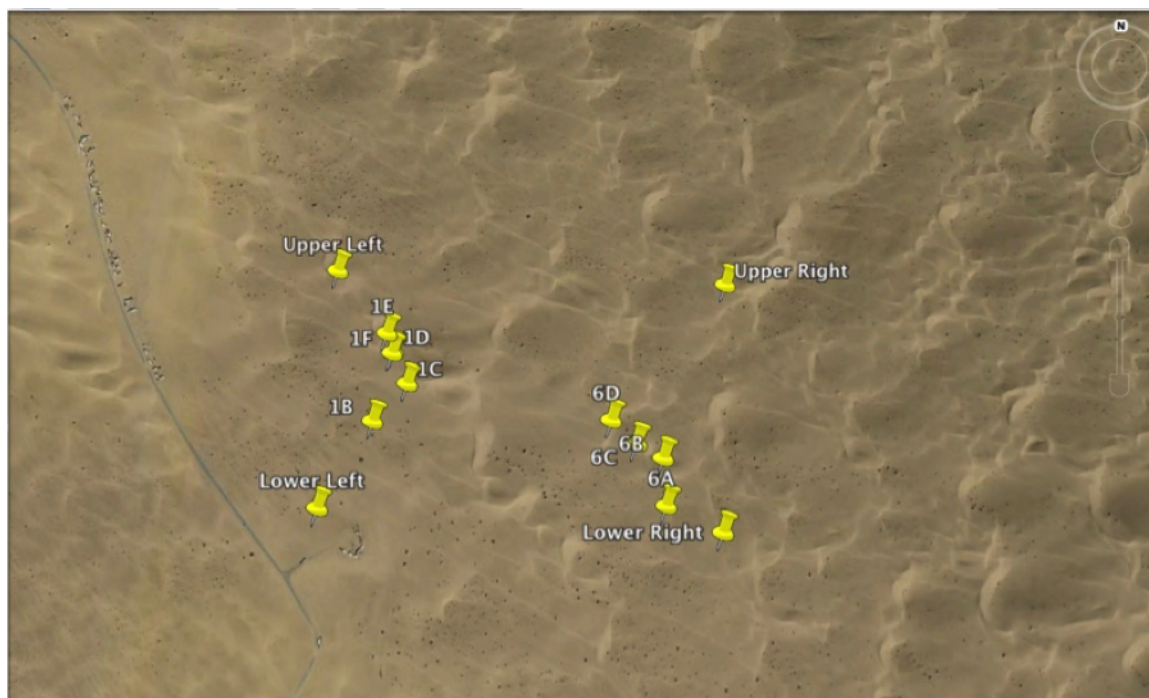 N
Upper Left
Upper Right
1E
1F
1D
1C
1B
6D
6B
6C
6A
Lower Left
Lower Right